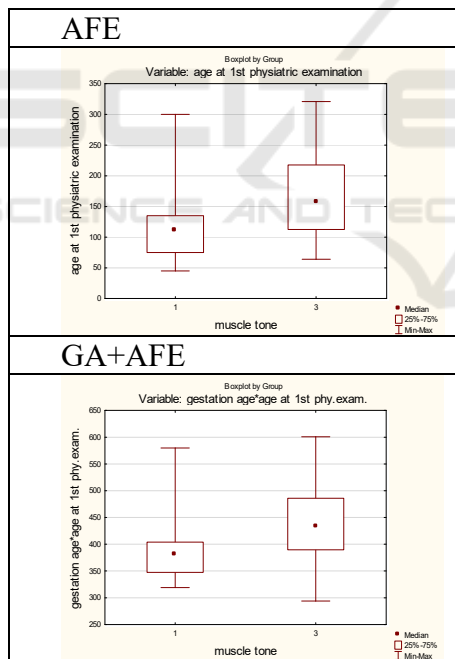 AFE
Boxplot by Group
Variable: age at 1st physiatric examination
age at 1st physiatric examination
350
300
250
200
150
100
50
0
1 3
muscle tone
Median
25%-75%
Min-Max
GA+AFE
Boxplot by Group
Variable: gestation age*age at 1st phy.exam.
gestation age*age at 1st phy.exam.
650
600
550
500
450
400
350
300
250
1 3
muscle tone
Median
25%-75%
Min-Max
SCIENCE AND TEC